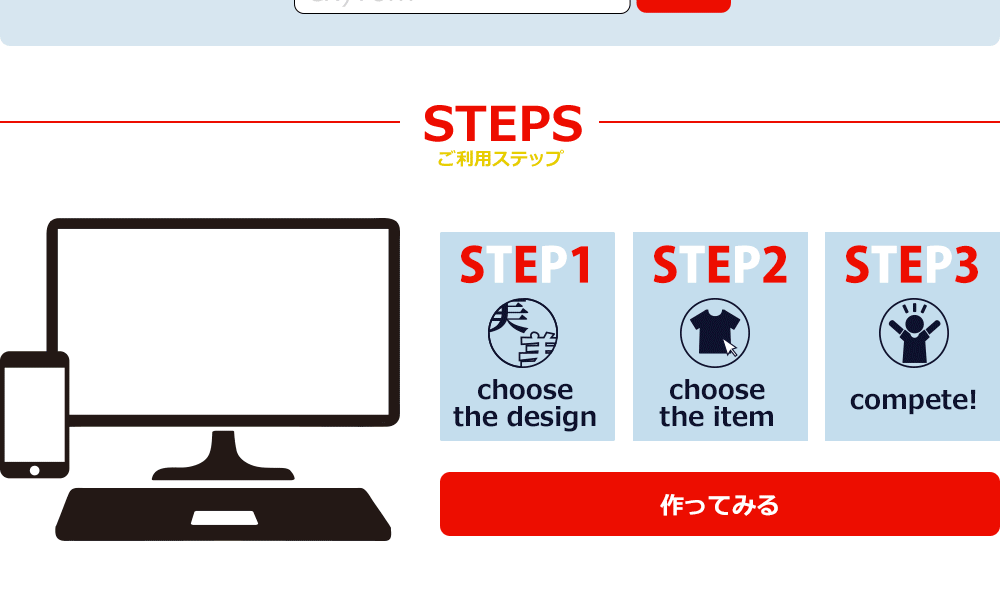 STEPS
ご利用ステップ
STEP1
choose
the design
STEP2
choose
the item
STEP3
compete!
作ってみる